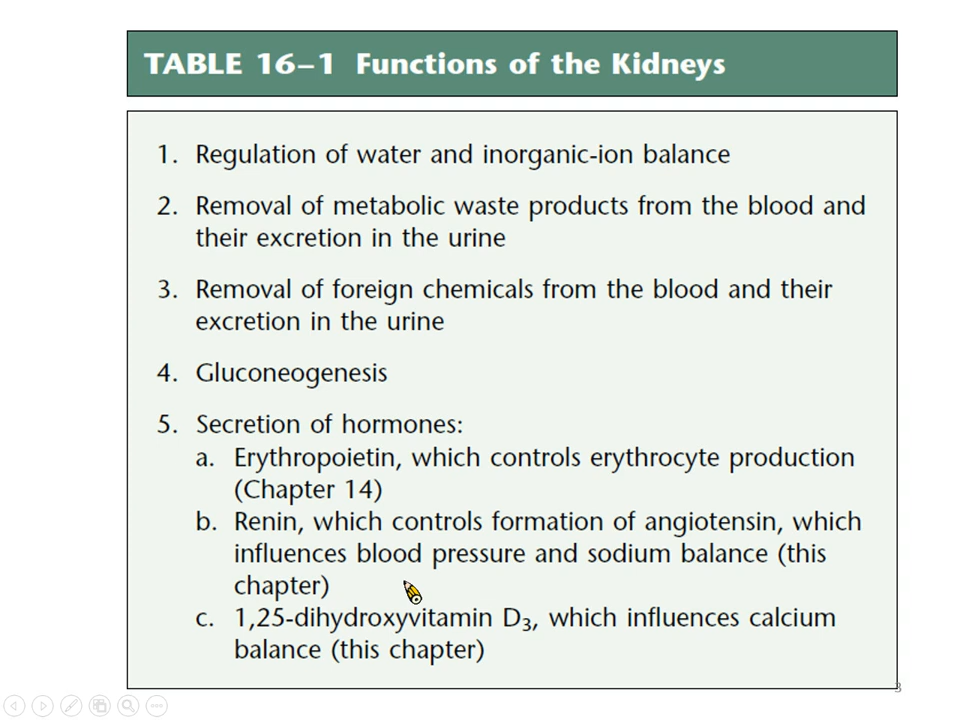 TABLE 16–1 Functions of the Kidneys
1. Regulation of water and inorganic-ion balance
2. Removal of metabolic waste products from the blood and
their excretion in the urine
3. Removal of foreign chemicals from the blood and their
excretion in the urine
4. Gluconeogenesis
5. Secretion of hormones:
a. Erythropoietin, which controls erythrocyte production
(Chapter 14)
b. Renin, which controls formation of angiotensin, which
influences blood pressure and sodium balance (this
chapter)
c. 1,25-dihydroxyvitamin D₃, which influences calcium
balance (this chapter)
3